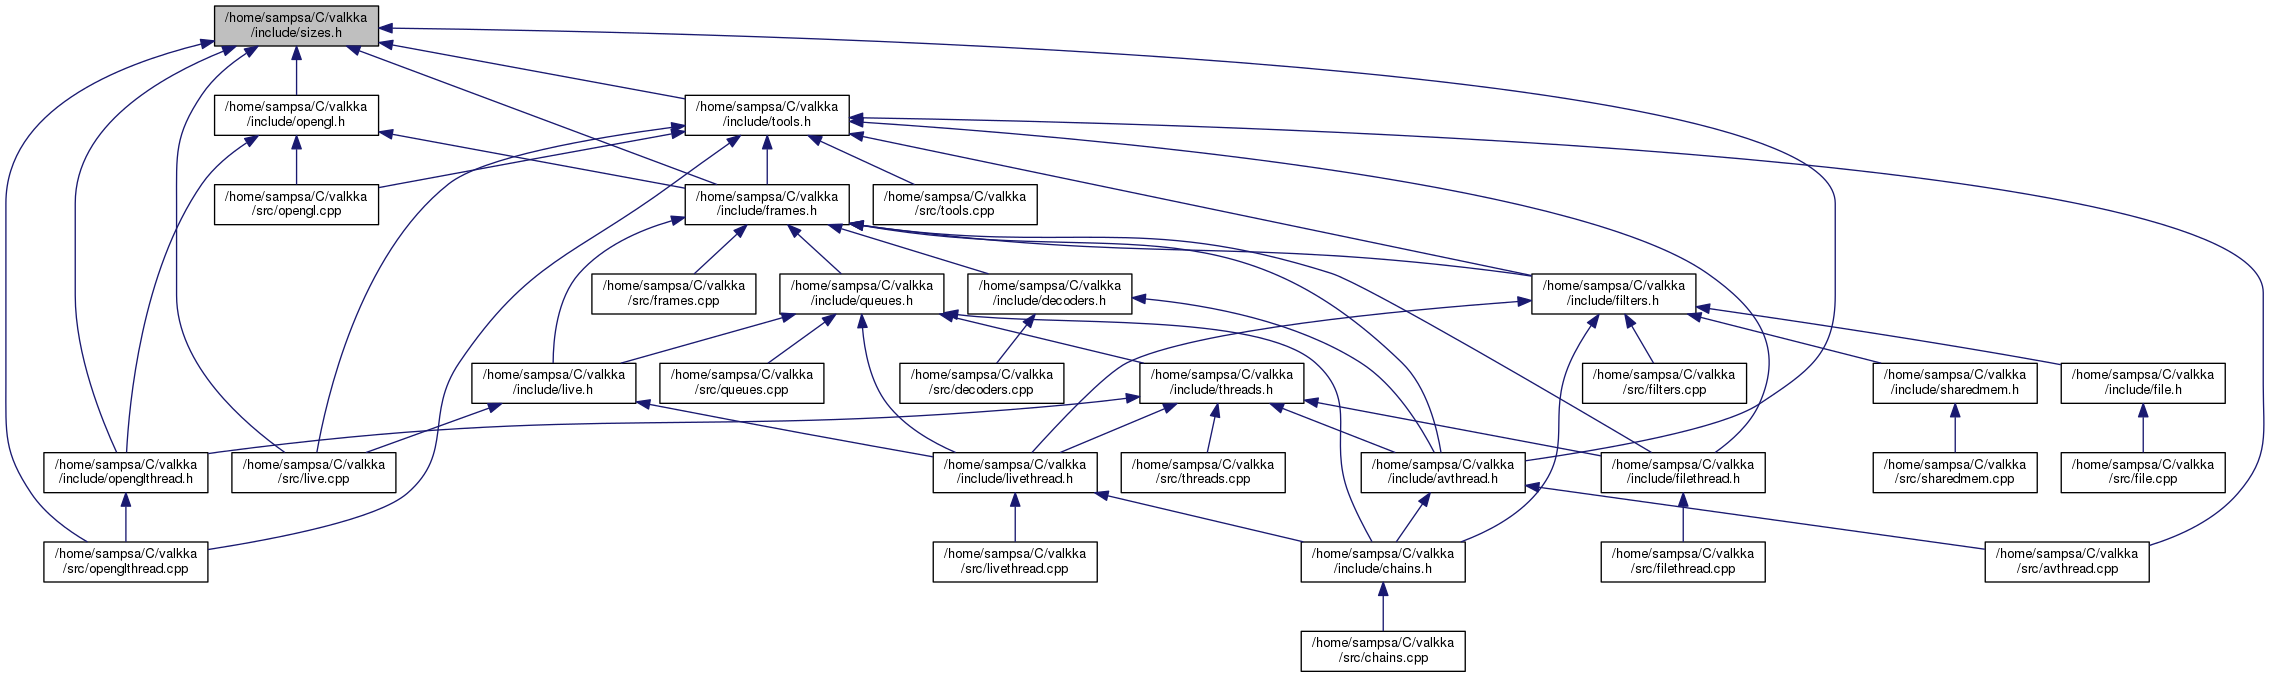 /home/sampsa/C/valkka
/include/sizes.h
/home/sampsa/C/valkka
/include/opengl.h
/home/sampsa/C/valkka
/include/tools.h
/home/sampsa/C/valkka
/src/opengl.cpp
/home/sampsa/C/valkka
/include/frames.h
/home/sampsa/C/valkka
/src/tools.cpp
/home/sampsa/C/valkka
/src/frames.cpp
/home/sampsa/C/valkka
/include/queues.h
/home/sampsa/C/valkka
/include/decoders.h
/home/sampsa/C/valkka
/include/filters.h
/home/sampsa/C/valkka
/include/live.h
/home/sampsa/C/valkka
/src/queues.cpp
/home/sampsa/C/valkka
/src/decoders.cpp
/home/sampsa/C/valkka
/include/threads.h
/home/sampsa/C/valkka
/src/filters.cpp
/home/sampsa/C/valkka
/include/sharedmem.h
/home/sampsa/C/valkka
/include/file.h
/home/sampsa/C/valkka
/include/openglthread.h
/home/sampsa/C/valkka
/src/live.cpp
/home/sampsa/C/valkka
/include/livethread.h
/home/sampsa/C/valkka
/src/threads.cpp
/home/sampsa/C/valkka
/include/avthread.h
/home/sampsa/C/valkka
/include/filethread.h
/home/sampsa/C/valkka
/src/sharedmem.cpp
/home/sampsa/C/valkka
/src/file.cpp
/home/sampsa/C/valkka
/src/openglthread.cpp
/home/sampsa/C/valkka
/src/livethread.cpp
/home/sampsa/C/valkka
/include/chains.h
/home/sampsa/C/valkka
/src/filethread.cpp
/home/sampsa/C/valkka
/src/avthread.cpp
/home/sampsa/C/valkka
/src/chains.cpp